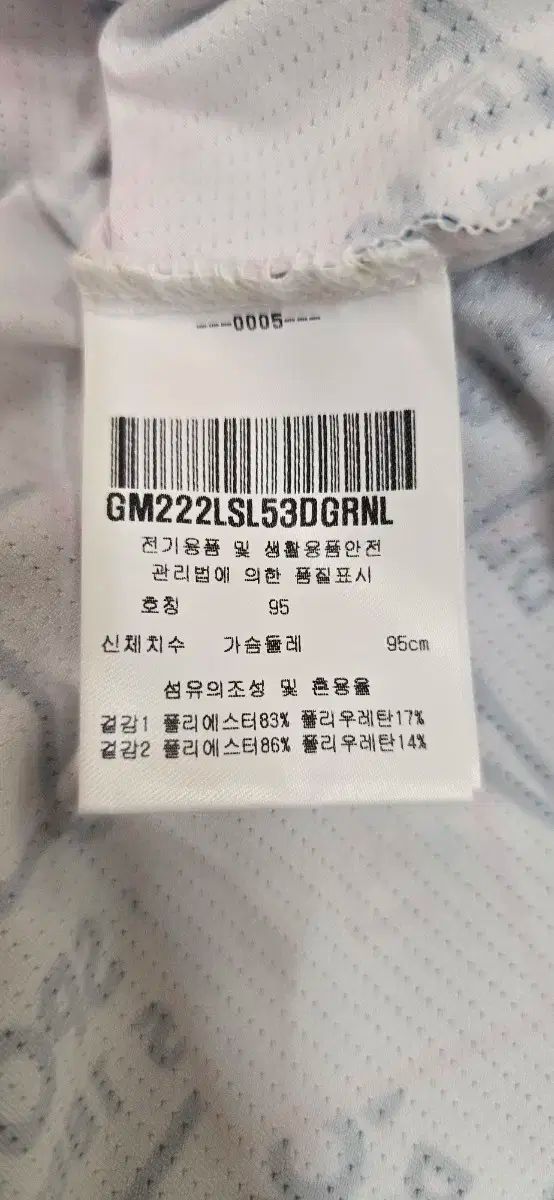 ---0005---
GM222LSL53DGRNL
전기용품 및 생활용품안전
관리법에 의한 품질표시
호칭 95
신체치수 가슴둘레 95cm
섬유의조성 및 혼용율
겉감1 폴리에스터83% 폴리우레탄17%
겉감2 폴리에스터86% 폴리우레탄14%